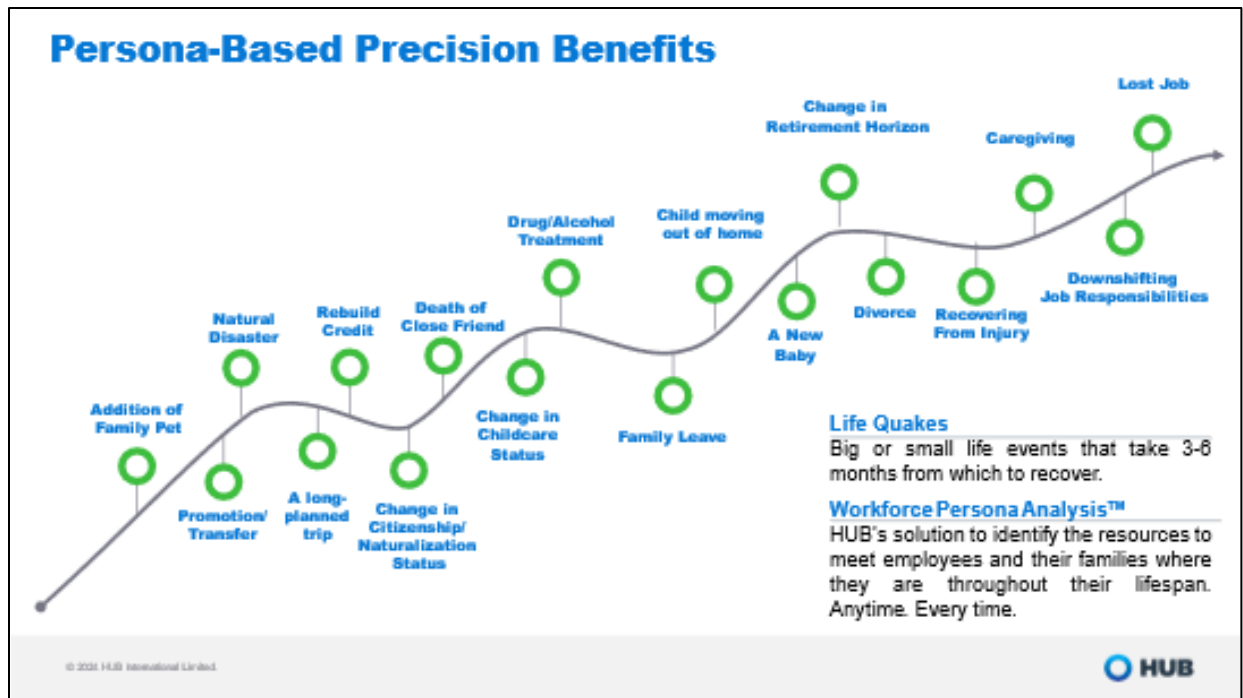 Persona-Based Precision Benefits
Lost Job
Change in
Retirement Horizon
Caregiving
Drug/Alcohol
Treatment
Child moving
out of home
Natural
Disaster
Rebuild
Credit
Death of
Close Friend
Downshifting
Job Responsibilities
Divorce
Recovering
From Injury
A New
Baby
Addition of
Family Pet
Change in
Childcare
Status
Family Leave
Promotion/
Transfer
A long-
planned
trip
Change in
Citizenship/
Naturalization
Status
Life Quakes
Big or small life events that take 3-6
months from which to recover.
Workforce Persona Analysis™
HUB's solution to identify the resources to
meet employees and their families where
they are throughout their lifespan.
Anytime. Every time.
© 2024 HUB International Limited.
HUB